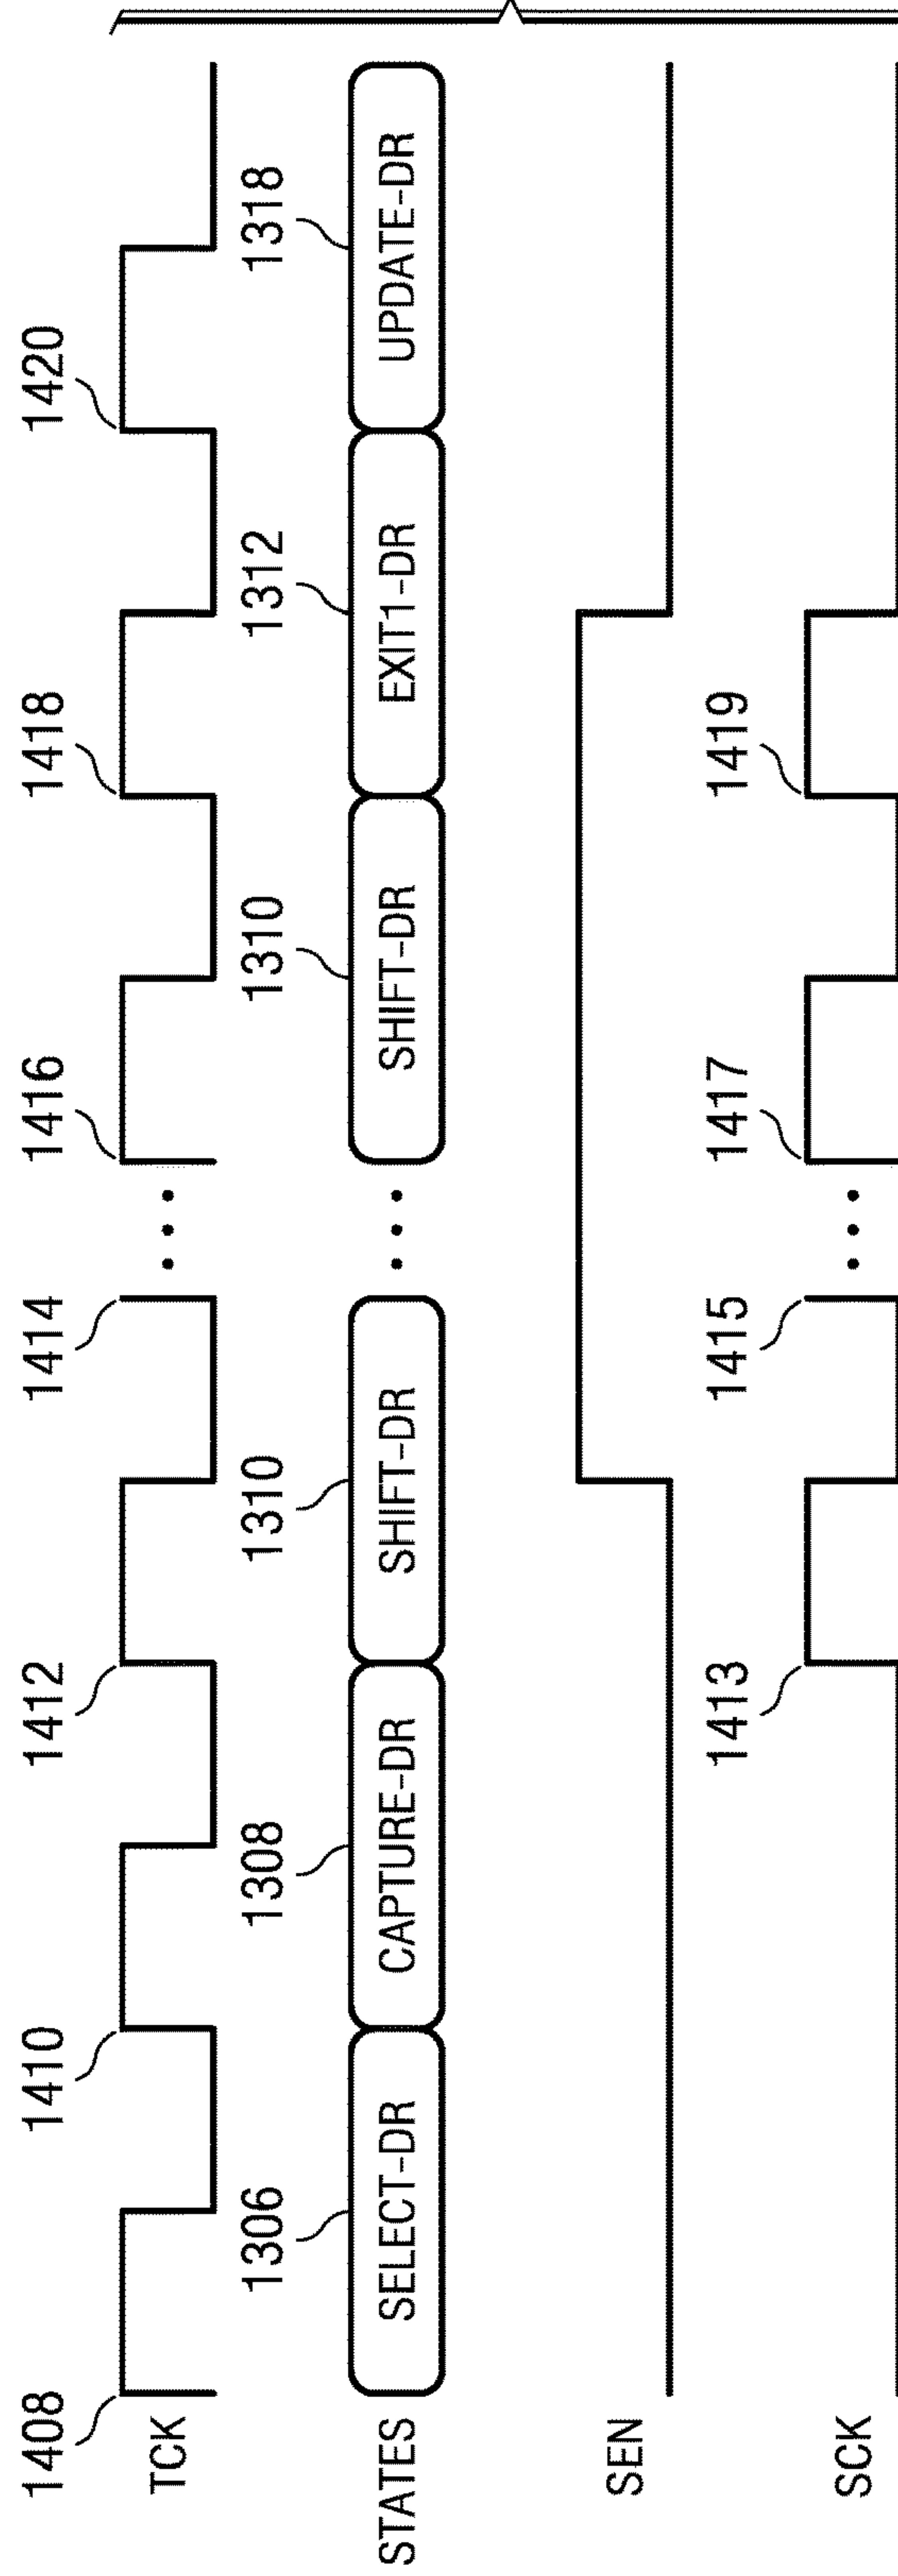 1408 1410 1412 1414 1416 1418 1420
TCK
1306 1308 1310 1310 1312 1318
STATES SELECT-DR CAPTURE-DR SHIFT-DR SHIFT-DR EXIT1-DR UPDATE-DR
SEN
1413 1415 1417 1419
SCK